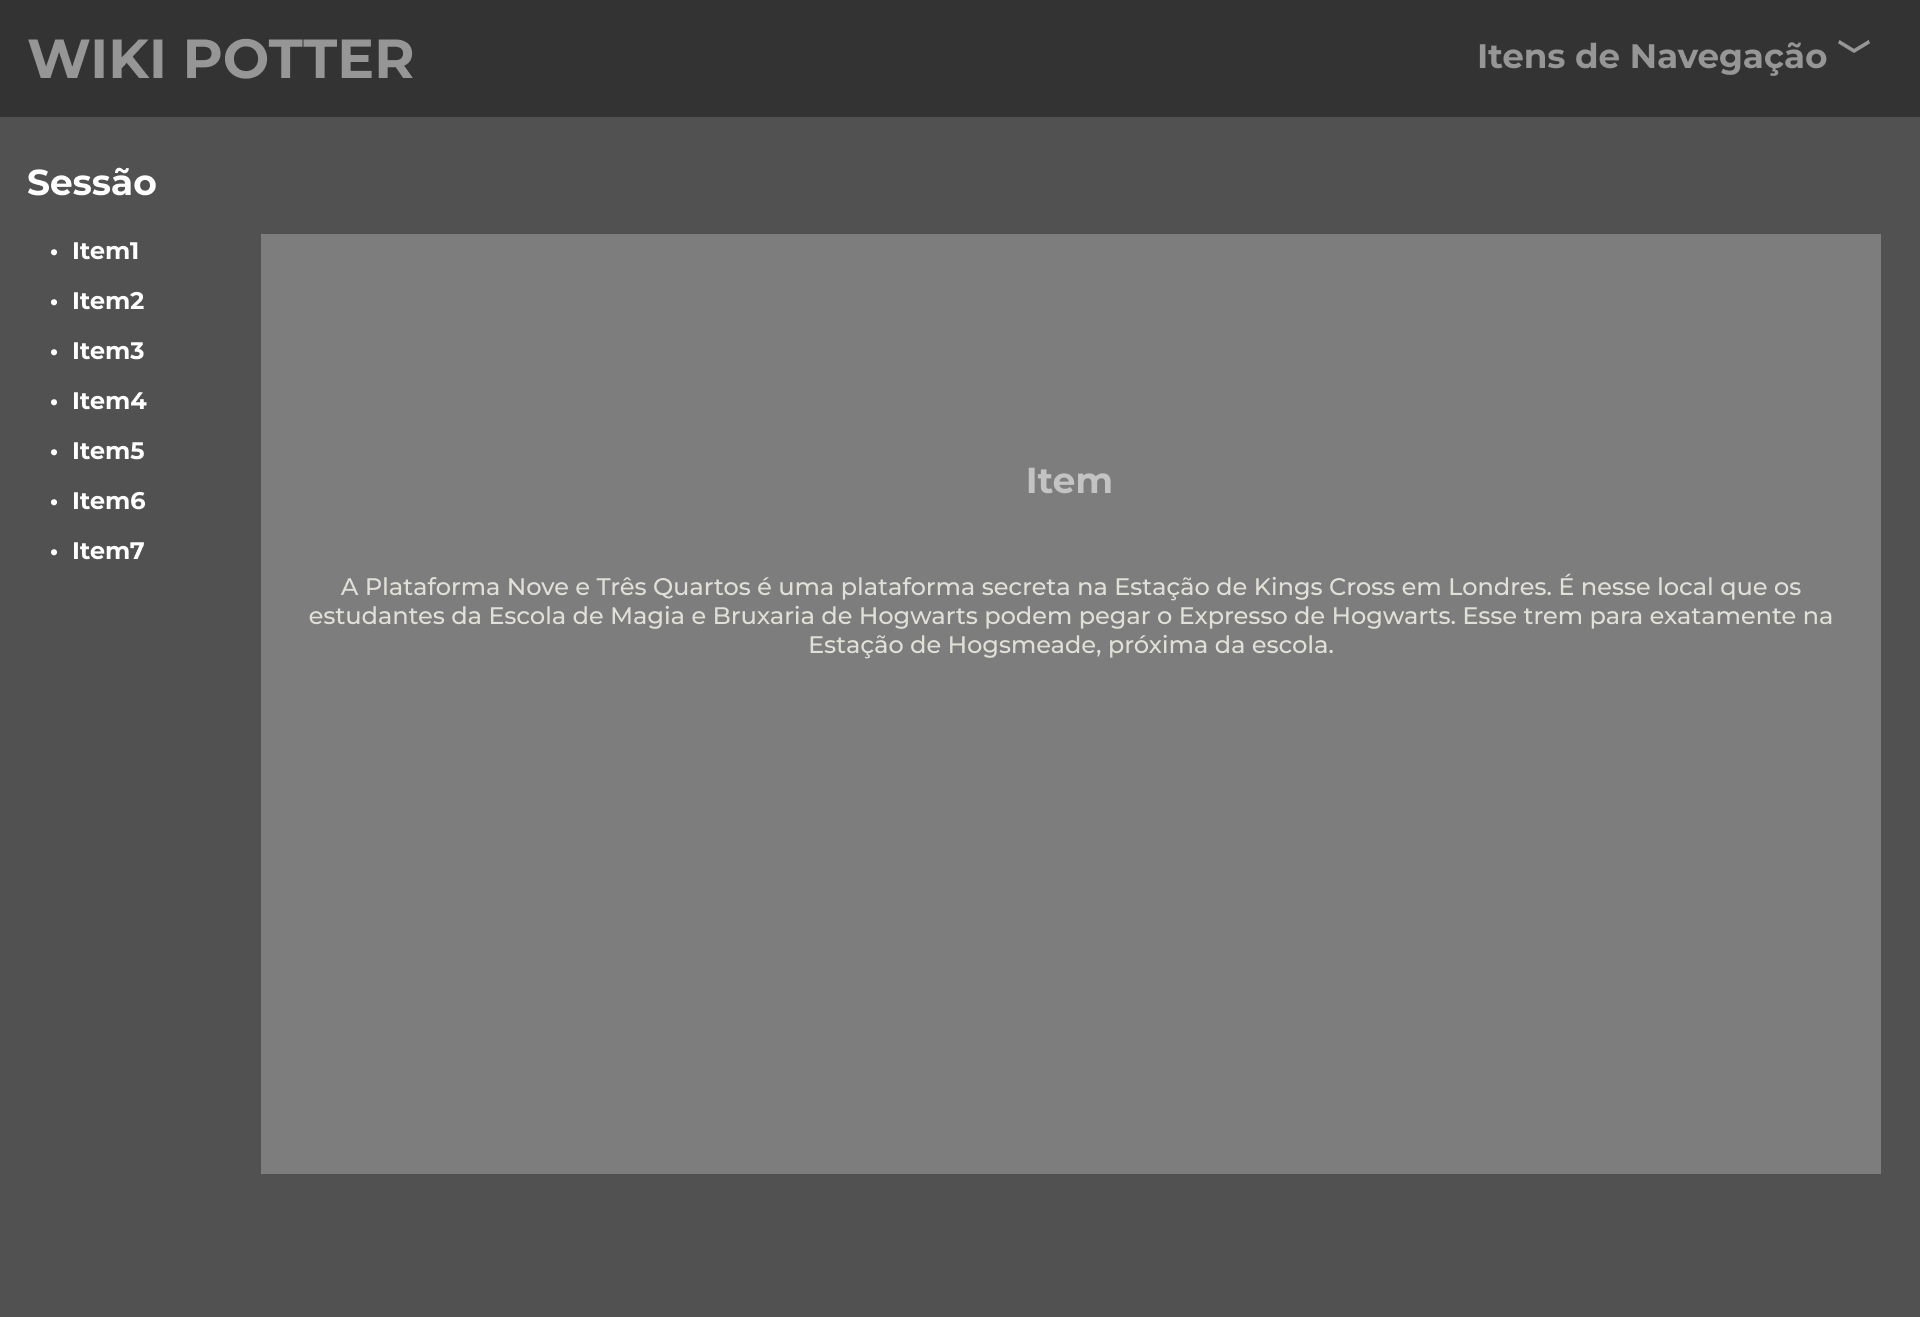 WIKI POTTER
Itens de Navegação
Sessão
• Item1
• Item2
• Item3
• Item4
• Item5
• Item6
• Item7
Item
A Plataforma Nove e Três Quartos é uma plataforma secreta na Estação de Kings Cross em Londres. É nesse local que os
estudantes da Escola de Magia e Bruxaria de Hogwarts podem pegar o Expresso de Hogwarts. Esse trem para exatamente na
Estação de Hogsmeade, próxima da escola.